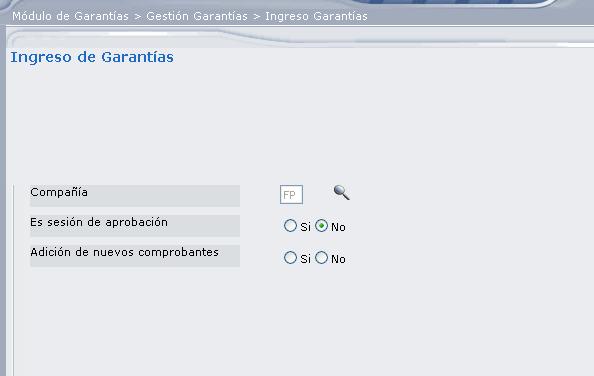 Módulo de Garantías > Gestión Garantías > Ingreso Garantías
Ingreso de Garantías
Compañía FP
Es sesión de aprobación Si No
Adición de nuevos comprobantes Si No